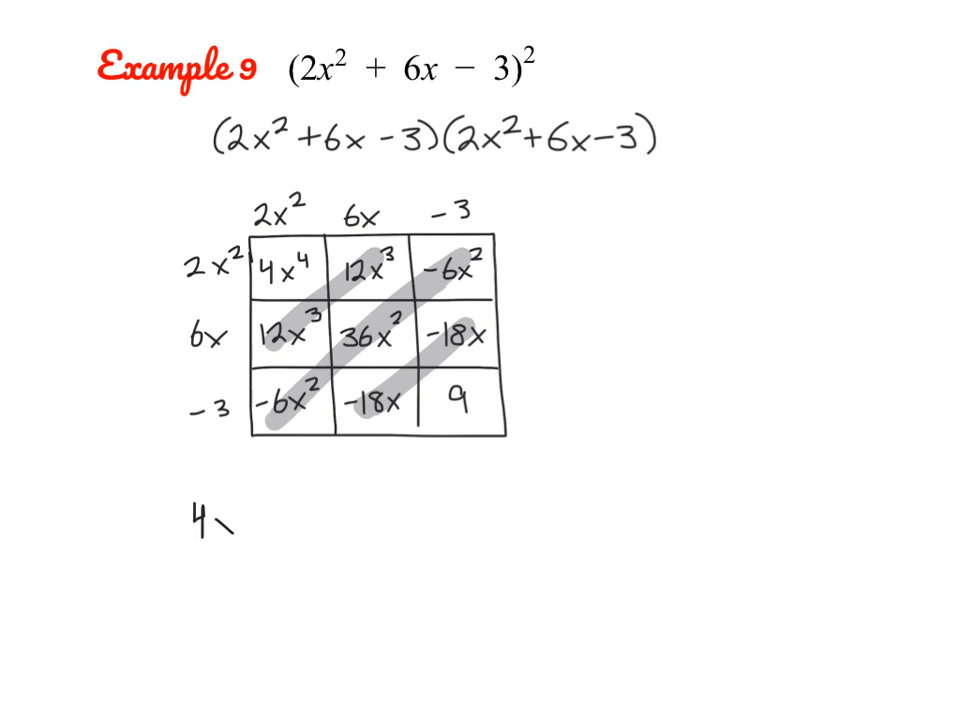 Example 9 (2x² + 6x − 3)²
(2x² + 6x − 3)(2x² + 6x − 3)
2x² 6x −3
2x² 4x⁴ 12x³ −6x²
6x 12x³ 36x² −18x
−3 −6x² −18x 9
4